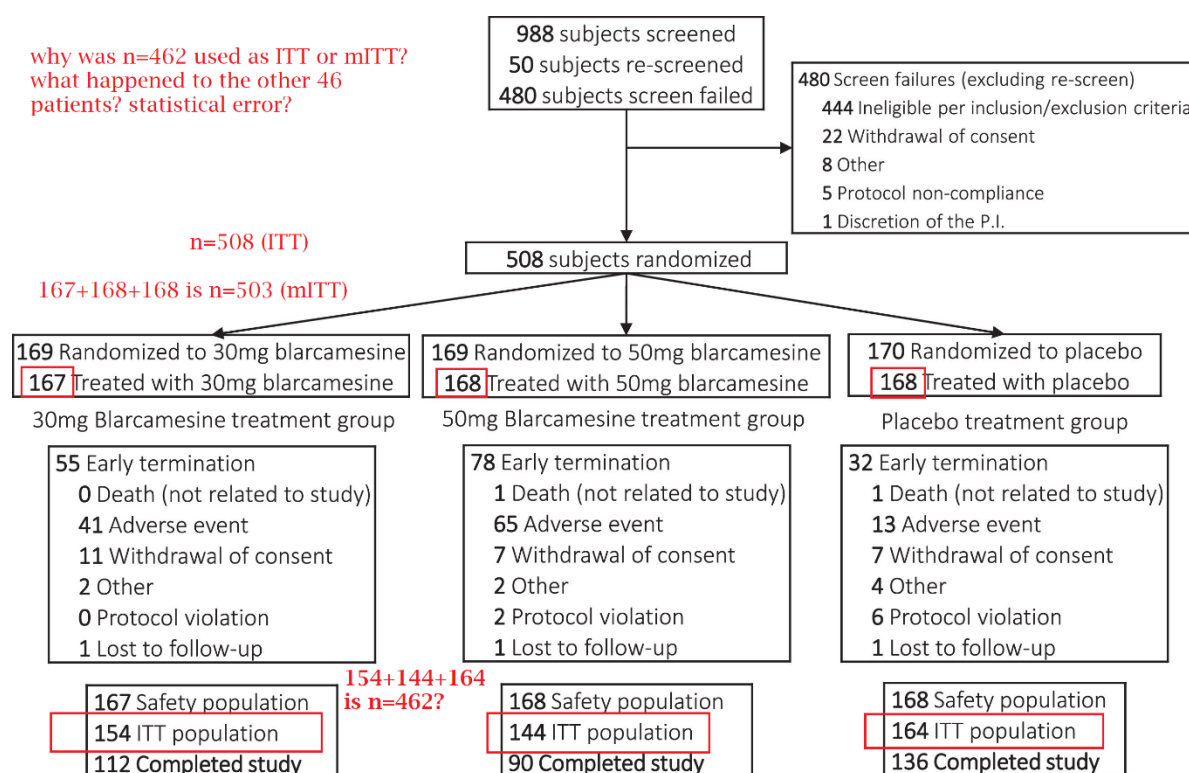 988 subjects screened
50 subjects re-screened
480 subjects screen failed
why was n=462 used as ITT or mITT?
what happened to the other 46
patients? statistical error?
480 Screen failures (excluding re-screen)
444 Ineligible per inclusion/exclusion criteria
22 Withdrawal of consent
8 Other
5 Protocol non-compliance
1 Discretion of the P.I.
n=508 (ITT)
508 subjects randomized
167+168+168 is n=503 (mITT)
169 Randomized to 30mg blarcamesine
167 Treated with 30mg blarcamesine
169 Randomized to 50mg blarcamesine
168 Treated with 50mg blarcamesine
170 Randomized to placebo
168 Treated with placebo
30mg Blarcamesine treatment group
50mg Blarcamesine treatment group
Placebo treatment group
55 Early termination
0 Death (not related to study)
41 Adverse event
11 Withdrawal of consent
2 Other
0 Protocol violation
1 Lost to follow-up
78 Early termination
1 Death (not related to study)
65 Adverse event
7 Withdrawal of consent
2 Other
2 Protocol violation
1 Lost to follow-up
32 Early termination
1 Death (not related to study)
13 Adverse event
7 Withdrawal of consent
4 Other
6 Protocol violation
1 Lost to follow-up
154+144+164
is n=462?
167 Safety population
154 ITT population
112 Completed study
168 Safety population
144 ITT population
90 Completed study
168 Safety population
164 ITT population
136 Completed study